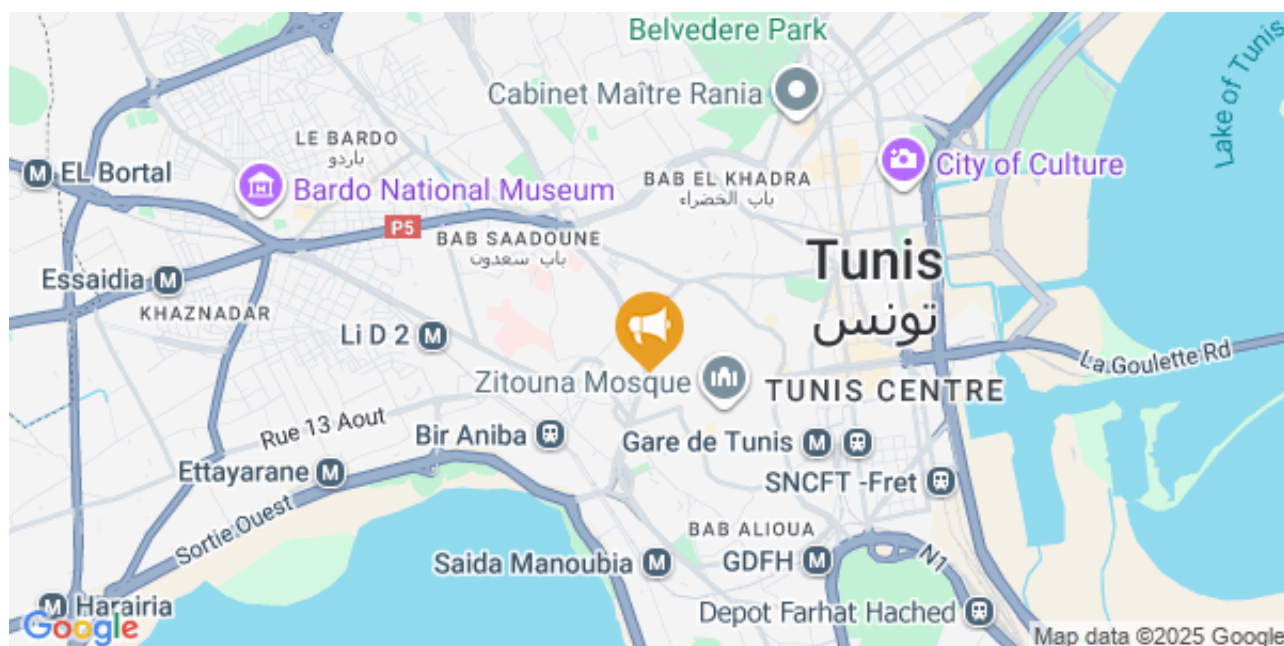 Belvedere Park
Lake of Tunis
Cabinet Maître Rania
LE BARDO
باردو
EL Bortal
City of Culture
Bardo National Museum
BAB EL KHADRA
باب الخضراء
P5
BAB SAADOUNE
باب سعدون
Tunis
تونس
Essaidia
KHAZNADAR
Li D 2
La Goulette Rd
Zitouna Mosque
TUNIS CENTRE
Rue 13 Aout
Bir Aniba
Gare de Tunis
Ettayarane
SNCFT -Fret
Sortie Ouest
BAB ALIOUA
Saida Manoubia
GDFH
N1
Harairia
Depot Farhat Hached
Google
Map data ©2025 Google